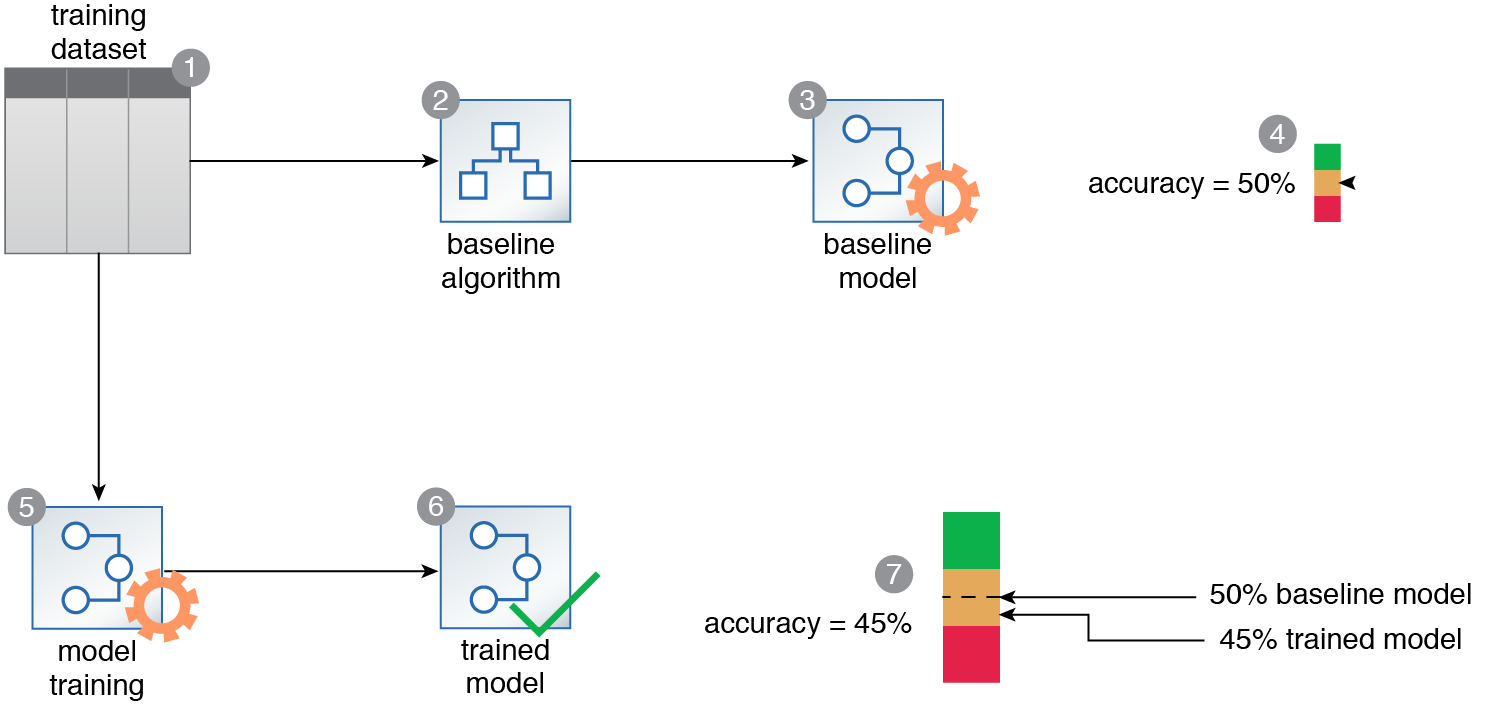 training
dataset
1
2
baseline
algorithm
3
baseline
model
4
accuracy = 50%
5
model
training
6
trained
model
7
accuracy = 45%
50% baseline model
45% trained model